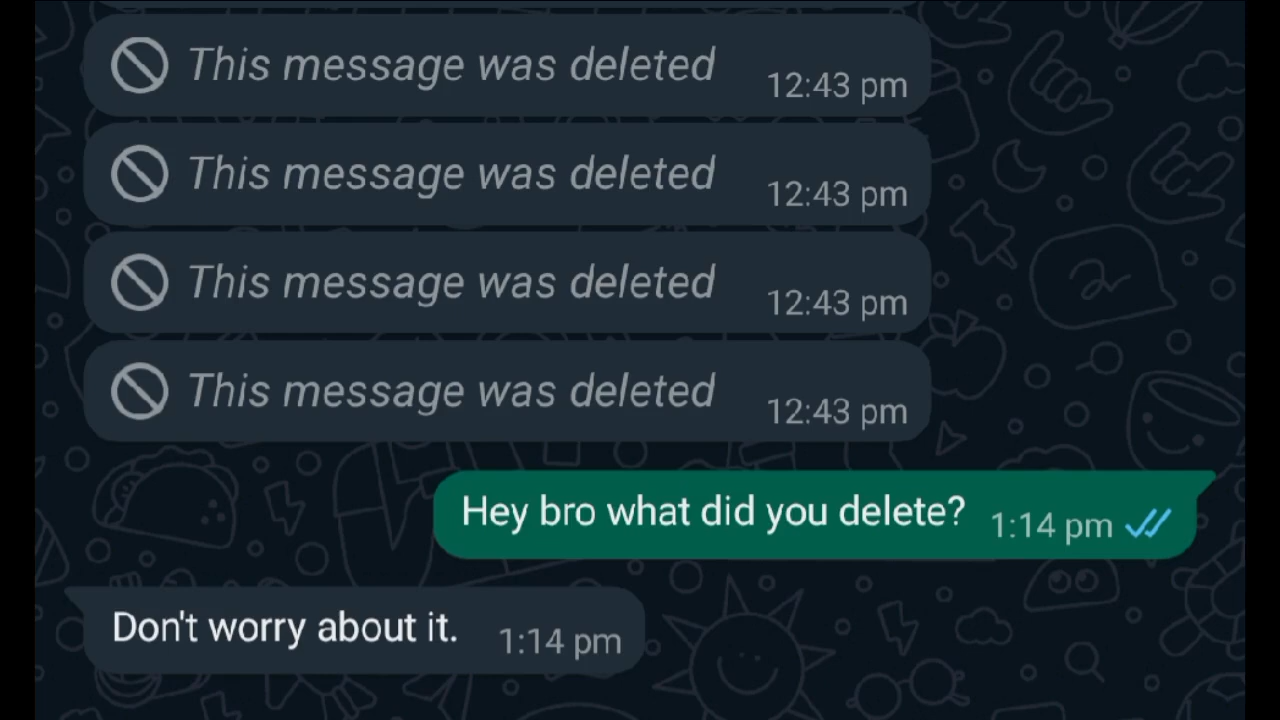 This message was deleted 12:43 pm
This message was deleted 12:43 pm
This message was deleted 12:43 pm
This message was deleted 12:43 pm
Hey bro what did you delete? 1:14 pm
Don't worry about it. 1:14 pm